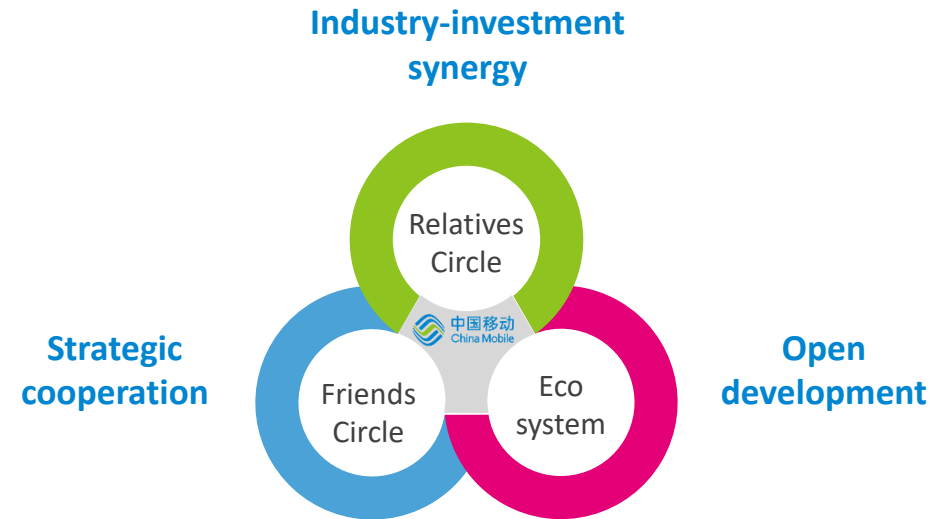 Industry-investment
synergy
Relatives
Circle
中国移动
China Mobile
Strategic
cooperation
Friends
Circle
Eco
system
Open
development